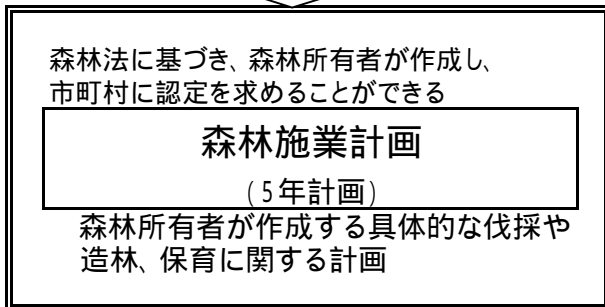 森林法に基づき、森林所有者が作成し、
市町村に認定を求めることができる
森林施業計画
(5年計画)
森林所有者が作成する具体的な伐採や
造林、保育に関する計画